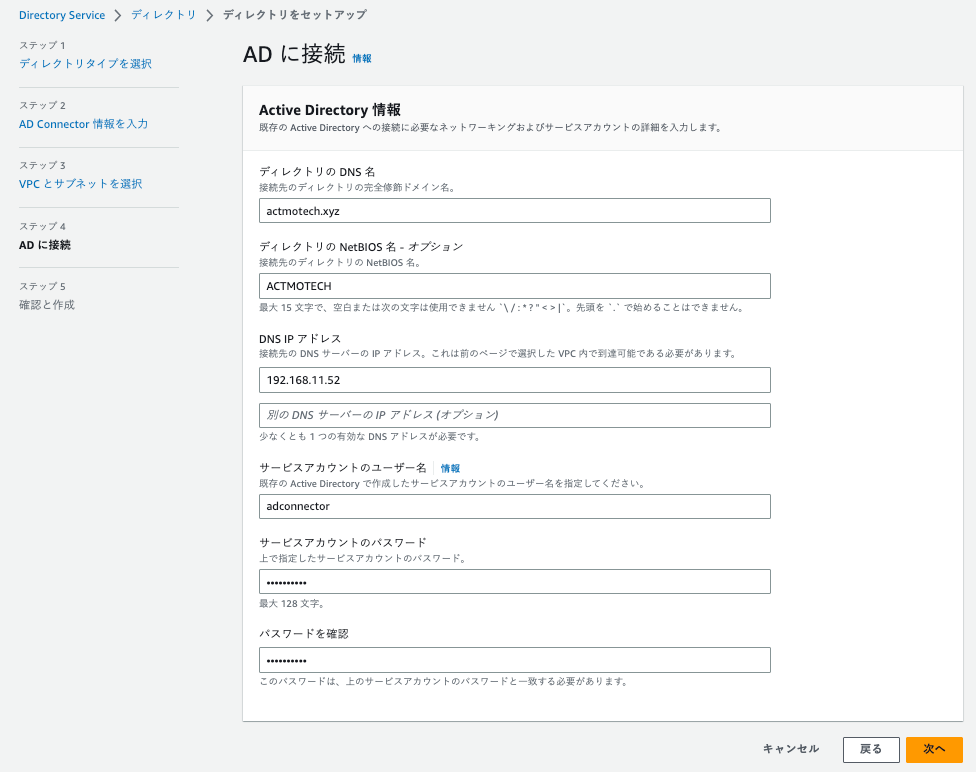 Directory Service > ディレクトリ > ディレクトリをセットアップ
ステップ 1
ディレクトリタイプを選択
ステップ 2
AD Connector 情報を入力
ステップ 3
VPC とサブネットを選択
ステップ 4
AD に接続
ステップ 5
確認と作成
AD に接続 情報
Active Directory 情報
既存の Active Directory への接続に必要なネットワーキングおよびサービスアカウントの詳細を入力します。
ディレクトリの DNS 名
接続先のディレクトリの完全修飾ドメイン名。
actmotech.xyz
ディレクトリの NetBIOS 名 - オプション
接続先のディレクトリの NetBIOS 名。
ACTMOTECH
最大 15 文字で、空白または次の文字は使用できません `\ / : * ? " < > |`。先頭を `.` で始めることはできません。
DNS IP アドレス
接続先の DNS サーバーの IP アドレス。これは前のページで選択した VPC 内で到達可能である必要があります。
192.168.11.52
別の DNS サーバーの IP アドレス (オプション)
少なくとも 1 つの有効な DNS アドレスが必要です。
サービスアカウントのユーザー名 情報
既存の Active Directory で作成したサービスアカウントのユーザー名を指定してください。
adconnector
サービスアカウントのパスワード
上で指定したサービスアカウントのパスワード。
••••••••••
最大 128 文字。
パスワードを確認
••••••••••
このパスワードは、上のサービスアカウントのパスワードと一致する必要があります。
キャンセル 戻る 次へ